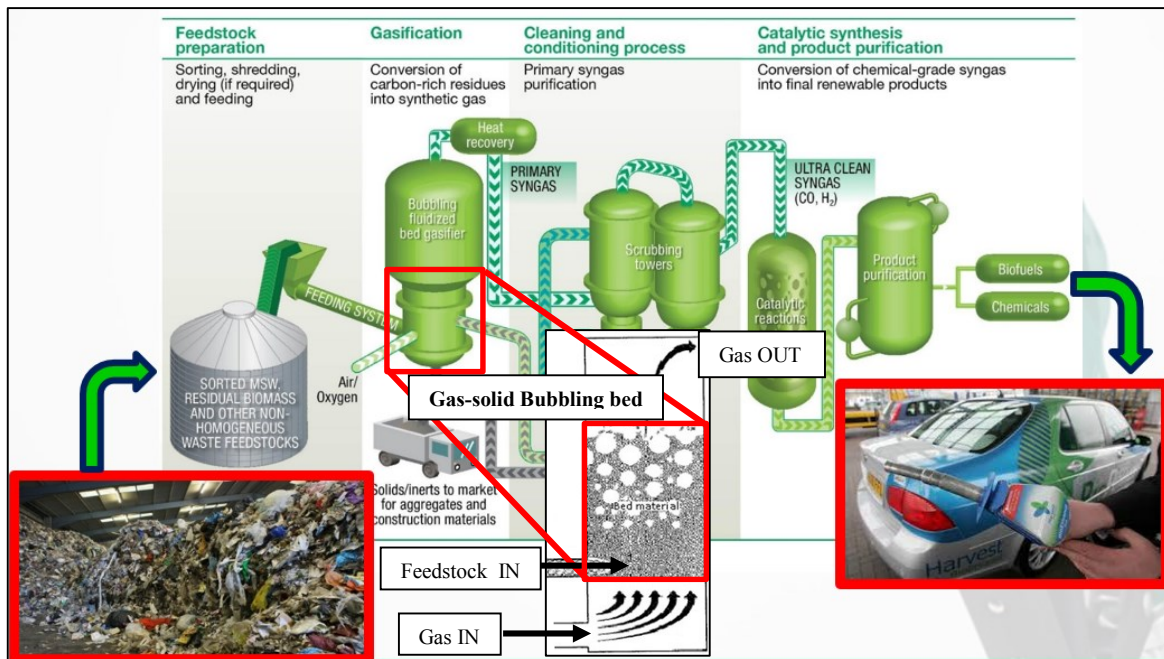 Feedstock
preparation
Gasification
Cleaning and
conditioning process
Catalytic synthesis
and product purification
Sorting, shredding,
drying (if required)
and feeding
Conversion of
carbon-rich residues
into synthetic gas
Primary syngas
purification
Conversion of chemical-grade syngas
into final renewable products
Heat
recovery
PRIMARY
SYNGAS
ULTRA CLEAN
SYNGAS
(CO, H₂)
Bubbling
fluidized
bed gasifier
Scrubbing
towers
Catalytic
reactions
Product
purification
Biofuels
Chemicals
FEEDING SYSTEM
Air/
Oxygen
SORTED MSW,
RESIDUAL BIOMASS
AND OTHER NON-
HOMOGENEOUS
WASTE FEEDSTOCKS
Gas OUT
Gas-solid Bubbling bed
Solids/inerts to market
for aggregates and
construction materials
Bed material
Feedstock IN
Gas IN
Harvest